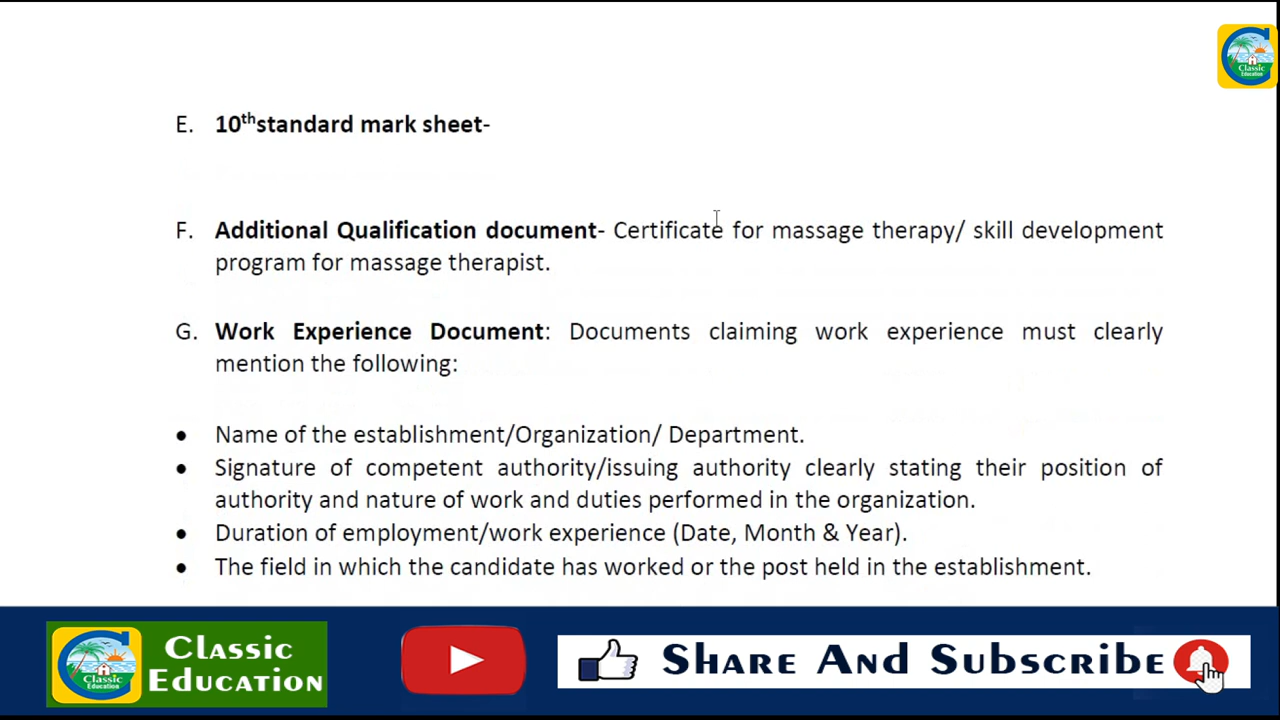 Classic
Education
E. 10thstandard mark sheet-
F. Additional Qualification document- Certificate for massage therapy/ skill development
program for massage therapist.
G. Work Experience Document: Documents claiming work experience must clearly
mention the following:
• Name of the establishment/Organization/ Department.
• Signature of competent authority/issuing authority clearly stating their position of
authority and nature of work and duties performed in the organization.
• Duration of employment/work experience (Date, Month & Year).
• The field in which the candidate has worked or the post held in the establishment.
Classic
Education
Classic
Education
Share And Subscribe